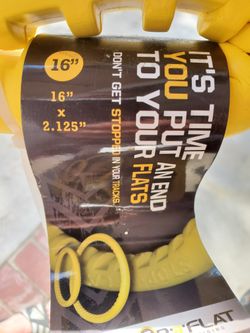 16"
16"
x
2.125"
IT'S TIME
YOU PUT
AN END
TO YOUR FLATS
DON'T GET STOPPED IN YOUR TRACKS.
FLAT